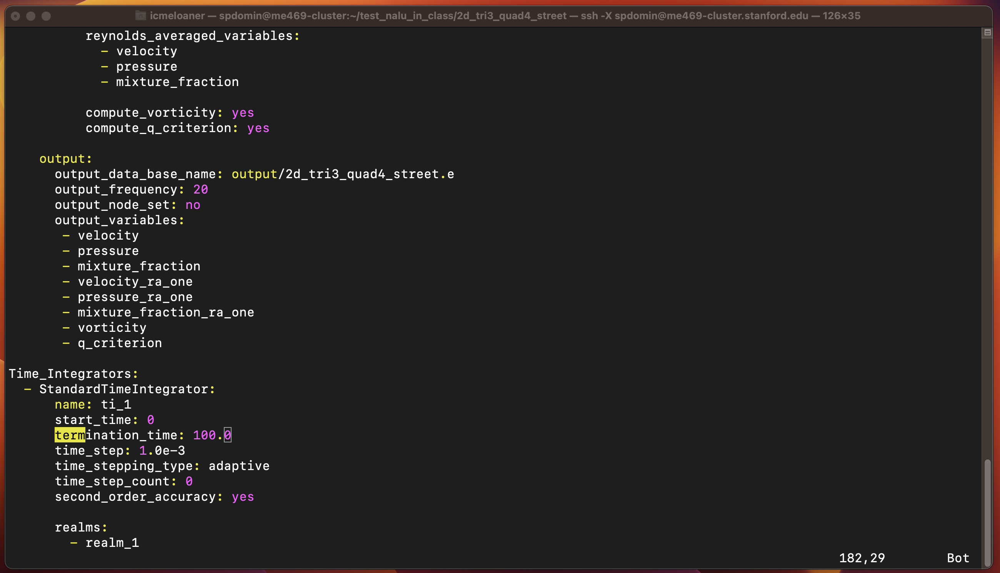 icmeloaner — spdomin@me469-cluster:~/test_nalu_in_class/2d_tri3_quad4_street — ssh -X spdomin@me469-cluster.stanford.edu — 126×35
reynolds_averaged_variables:
- velocity
- pressure
- mixture_fraction
compute_vorticity: yes
compute_q_criterion: yes
output:
output_data_base_name: output/2d_tri3_quad4_street.e
output_frequency: 20
output_node_set: no
output_variables:
- velocity
- pressure
- mixture_fraction
- velocity_ra_one
- pressure_ra_one
- mixture_fraction_ra_one
- vorticity
- q_criterion
Time_Integrators:
- StandardTimeIntegrator:
name: ti_1
start_time: 0
termination_time: 100.0
time_step: 1.0e-3
time_stepping_type: adaptive
time_step_count: 0
second_order_accuracy: yes
realms:
- realm_1
182,29 Bot